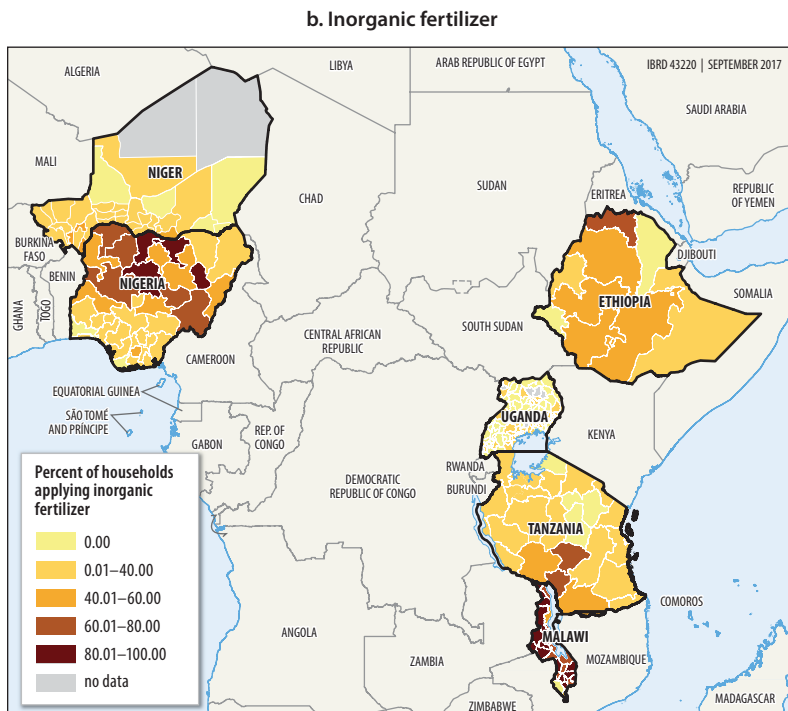 b. Inorganic fertilizer
IBRD 43220 | SEPTEMBER 2017
ALGERIA
LIBYA
ARAB REPUBLIC OF EGYPT
SAUDI ARABIA
MALI
NIGER
CHAD
SUDAN
ERITREA
REPUBLIC
OF YEMEN
BURKINA
FASO
BENIN
NIGERIA
DJIBOUTI
GHANA
TOGO
ETHIOPIA
SOMALIA
CAMEROON
CENTRAL AFRICAN
REPUBLIC
SOUTH SUDAN
EQUATORIAL GUINEA
SÃO TOMÉ
AND PRÍNCIPE
GABON
REP. OF
CONGO
UGANDA
KENYA
DEMOCRATIC
REPUBLIC OF CONGO
RWANDA
BURUNDI
TANZANIA
COMOROS
ANGOLA
ZAMBIA
MALAWI
MOZAMBIQUE
ZIMBABWE
MADAGASCAR
Percent of households
applying inorganic
fertilizer
0.00
0.01–40.00
40.01–60.00
60.01–80.00
80.01–100.00
no data